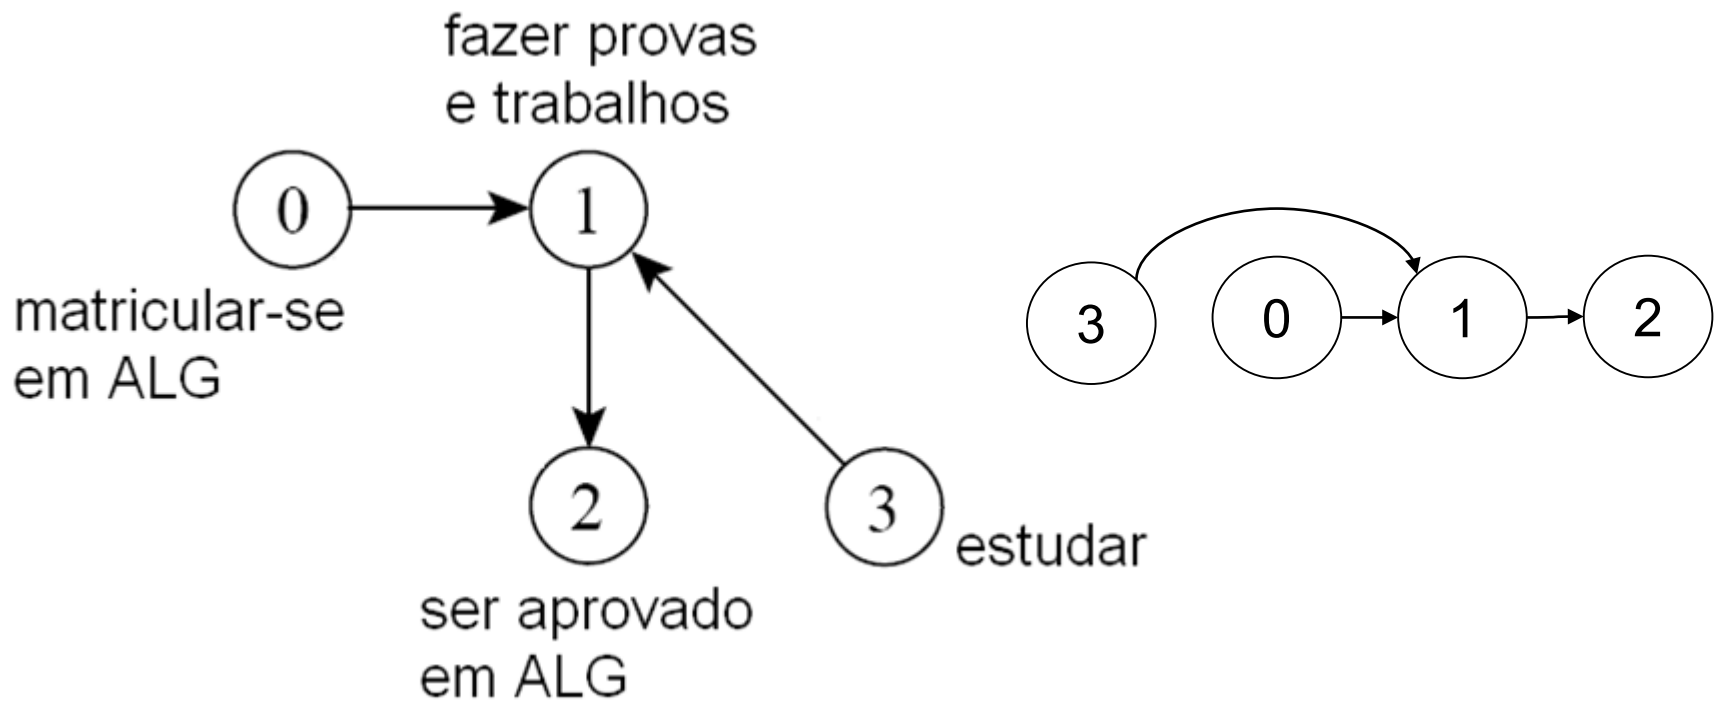 fazer provas
e trabalhos
0
1
matricular-se
em ALG
2
3
estudar
ser aprovado
em ALG
3
0
1
2